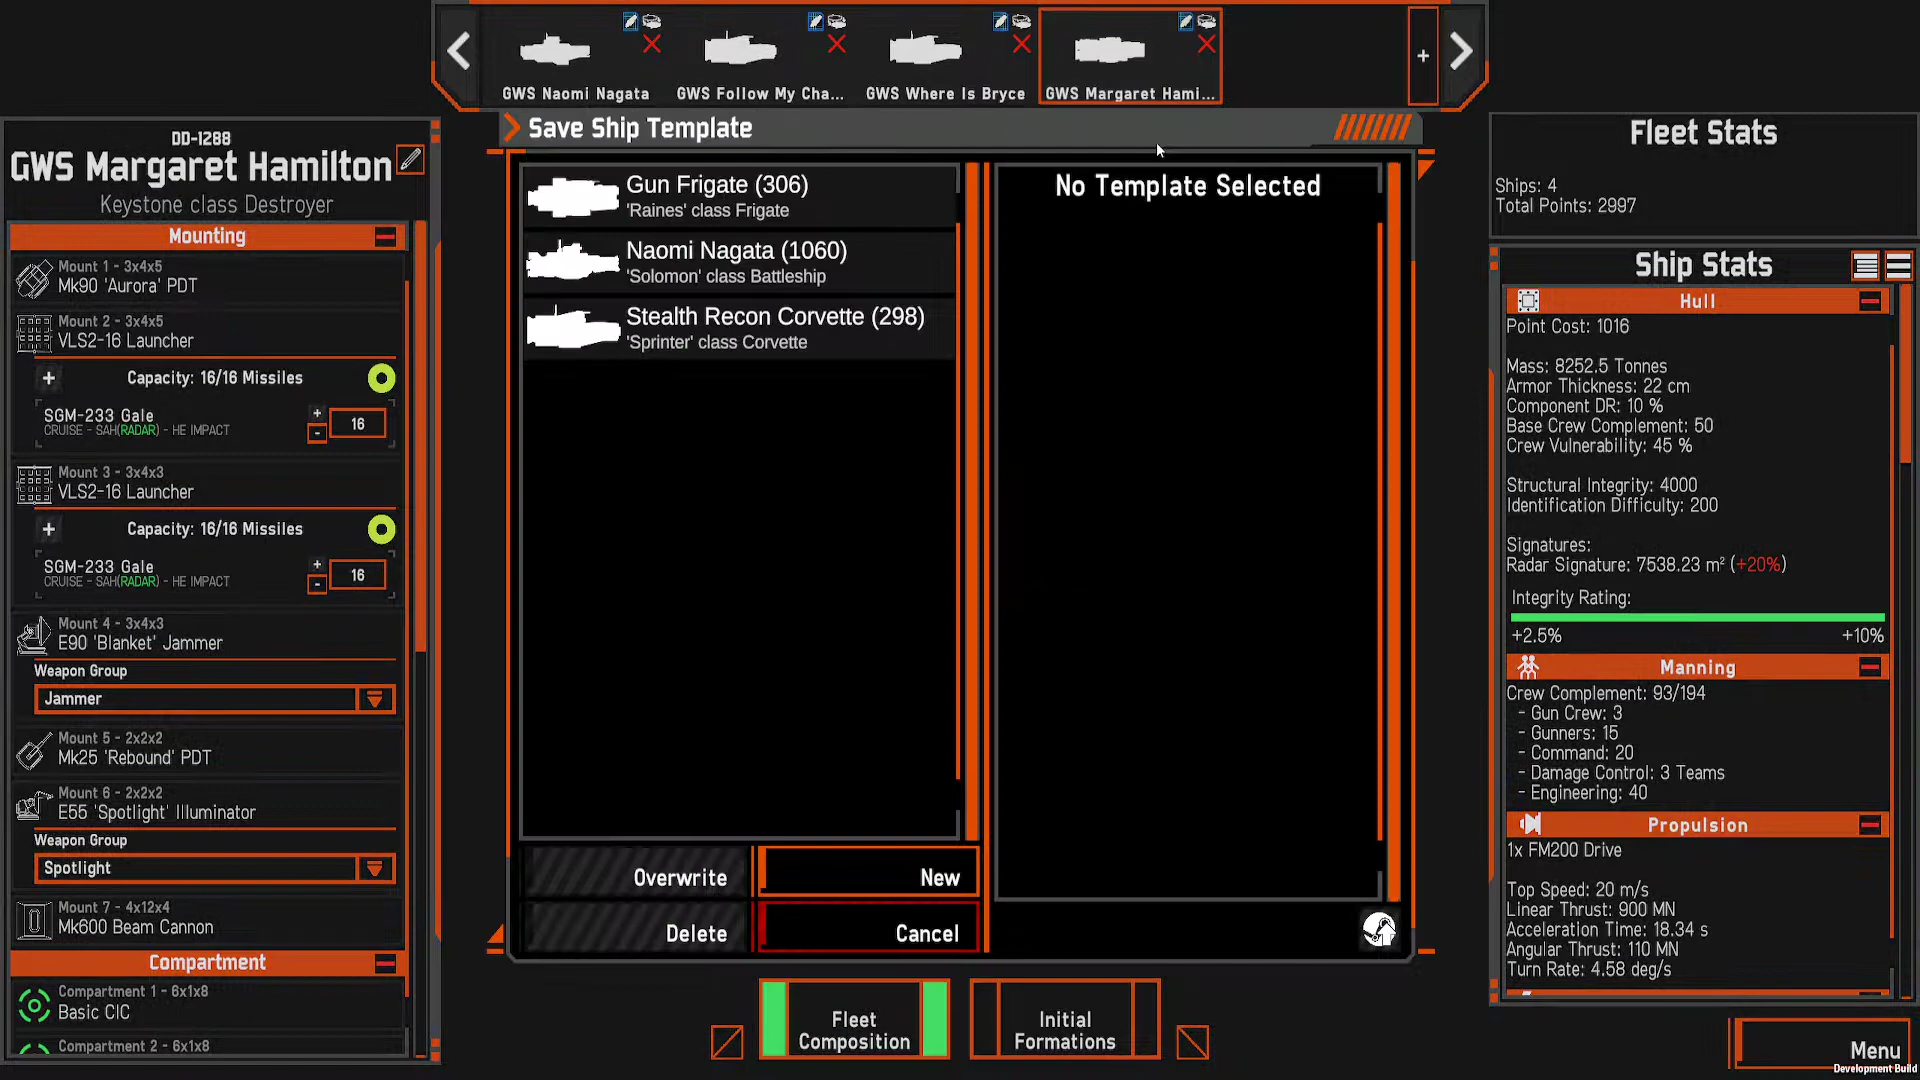 GWS Naomi Nagata
GWS Follow My Cha...
GWS Where Is Bryce
GWS Margaret Hami...
+
DD-1288
GWS Margaret Hamilton
Keystone class Destroyer
Mounting
Mount 1 - 3x4x5
Mk90 'Aurora' PDT
Mount 2 - 3x4x5
VLS2-16 Launcher
+ Capacity: 16/16 Missiles
SGM-233 Gale
CRUISE - SAH(RADAR) - HE IMPACT
+
-
16
Mount 3 - 3x4x3
VLS2-16 Launcher
+ Capacity: 16/16 Missiles
SGM-233 Gale
CRUISE - SAH(RADAR) - HE IMPACT
+
-
16
Mount 4 - 3x4x3
E90 'Blanket' Jammer
Weapon Group
Jammer
Mount 5 - 2x2x2
Mk25 'Rebound' PDT
Mount 6 - 2x2x2
E55 'Spotlight' Illuminator
Weapon Group
Spotlight
Mount 7 - 4x12x4
Mk600 Beam Cannon
Compartment
Compartment 1 - 6x1x8
Basic CIC
Compartment 2 - 6x1x8
Save Ship Template
Gun Frigate (306)
'Raines' class Frigate
Naomi Nagata (1060)
'Solomon' class Battleship
Stealth Recon Corvette (298)
'Sprinter' class Corvette
No Template Selected
Overwrite
New
Delete
Cancel
Fleet
Composition
Initial
Formations
Fleet Stats
Ships: 4
Total Points: 2997
Ship Stats
Hull
Point Cost: 1016
Mass: 8252.5 Tonnes
Armor Thickness: 22 cm
Component DR: 10 %
Base Crew Complement: 50
Crew Vulnerability: 45 %
Structural Integrity: 4000
Identification Difficulty: 200
Signatures:
Radar Signature: 7538.23 m² (+20%)
Integrity Rating:
+2.5% +10%
Manning
Crew Complement: 93/194
- Gun Crew: 3
- Gunners: 15
- Command: 20
- Damage Control: 3 Teams
- Engineering: 40
Propulsion
1x FM200 Drive
Top Speed: 20 m/s
Linear Thrust: 900 MN
Acceleration Time: 18.34 s
Angular Thrust: 110 MN
Turn Rate: 4.58 deg/s
Menu
Development Build